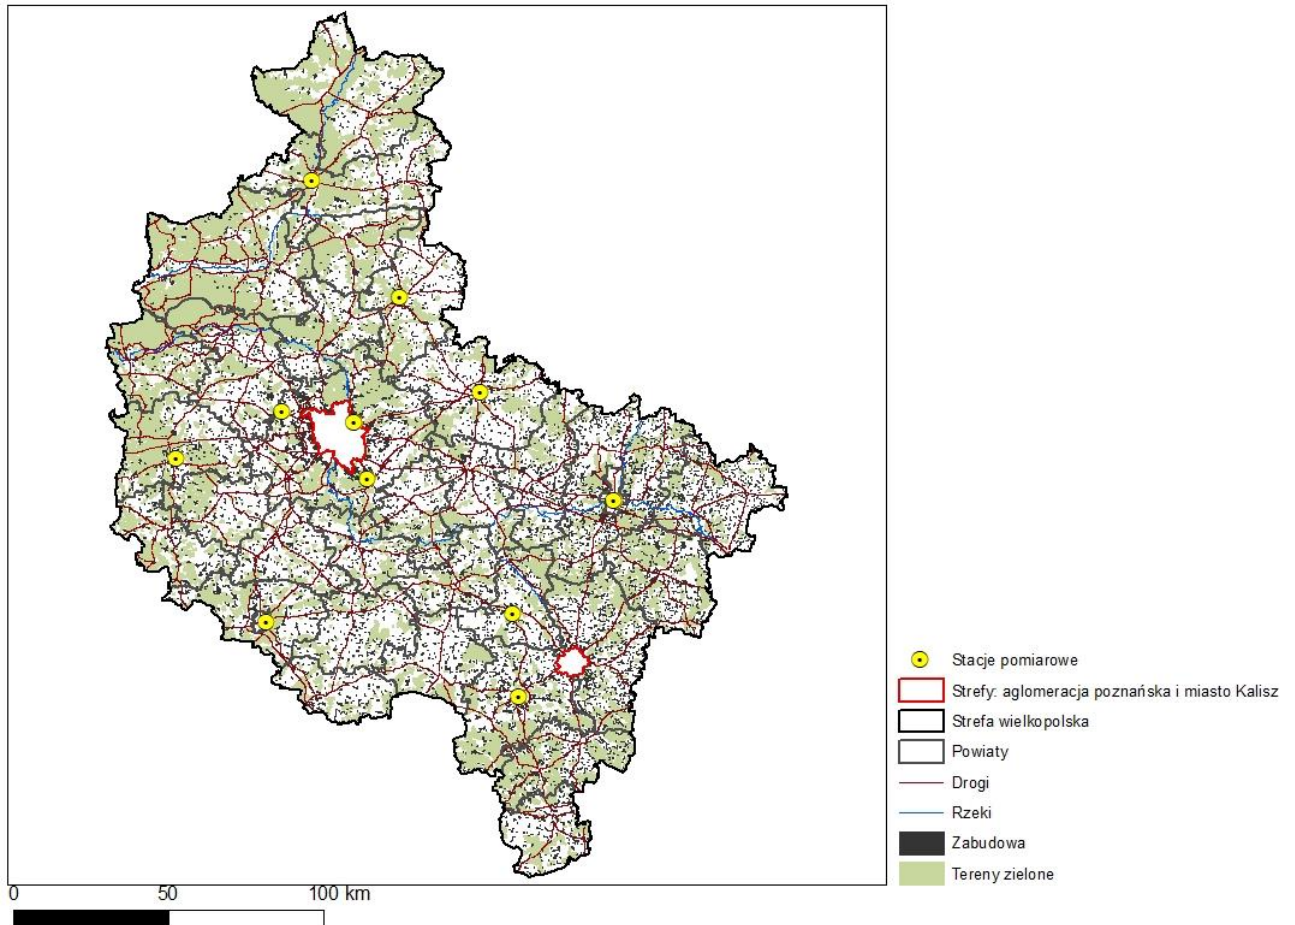 Stacje pomiarowe
Strefy: aglomeracja poznańska i miasto Kalisz
Strefa wielkopolska
Powiaty
Drogi
Rzeki
Zabudowa
Tereny zielone
0 50 100 km